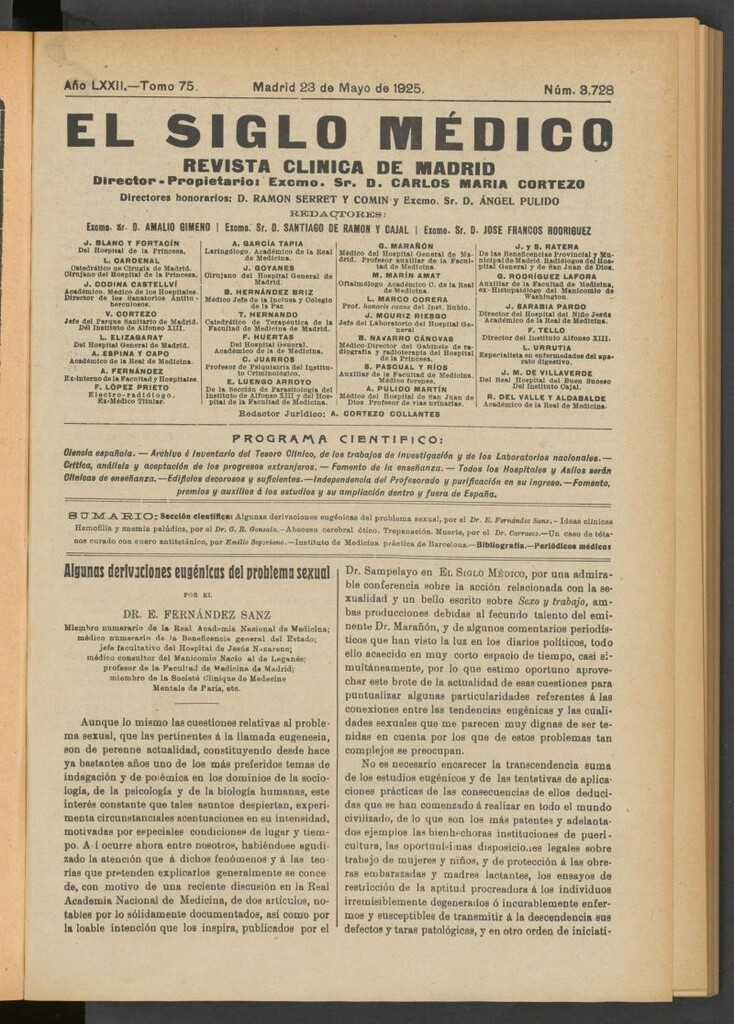 Año LXXII.—Tomo 75.
Madrid 23 de Mayo de 1925.
Núm. 3.728
EL SIGLO MÉDICO
REVISTA CLINICA DE MADRID
Director-Propietario: Excmo. Sr. D. CARLOS MARIA CORTEZO
Directores honorarios: D. RAMON SERRET Y COMIN y Excmo. Sr. D. ÁNGEL PULIDO
REDACTORES:
Excmo. Sr. D. AMALIO GIMENO | Excmo. Sr. D. SANTIAGO DE RAMON Y CAJAL | Excmo. Sr. D. JOSE FRANCOS RODRIGUEZ
J. BLANC Y FORTACÍN
Del Hospital de la Princesa.
L. CARDENAL
Catedrático de Cirugía de Madrid.
Cirujano del Hospital de la Princesa.
J. CODINA CASTELLVÍ
Académico. Médico de los Hospitales.
Director de los Sanatorios Antitu-
berculosos.
V. CORTEZO
Jefe del Parque Sanitario de Madrid.
Del Instituto de Alfonso XIII.
L. ELIZAGARAY
Del Hospital General de Madrid.
A. ESPINA Y CAPO
Académico de la Real de Medicina.
A. FERNÁNDEZ
Ex-interno de la Facultad y Hospitales
F. LÓPEZ PRIETO
Electro-radiólogo.
Ex-Médico Titular.
A. GARCÍA TAPIA
Laringólogo. Académico de la Real
de Medicina.
J. GOYANES
Cirujano del Hospital General de
Madrid.
B. HERNÁNDEZ BRIZ
Médico Jefe de la Inclusa y Colegio
de la Paz
T. HERNANDO
Catedrático de Terapéutica de la
Facultad de Medicina de Madrid.
F. HUERTAS
Del Hospital General.
Académico de la de Medicina.
C. JUARROS
Profesor de Psiquiatría del Institu-
to Criminológico.
E. LUENGO ARROYO
De la Sección de Parasitología del
Instituto de Alfonso XIII y del Hos-
pital de la Facultad de Medicina.
G. MARAÑÓN
Médico del Hospital General de Ma-
drid. Profesor auxiliar de la Facul-
tad de Medicina.
M. MARÍN AMAT
Oftalmólogo Académico C. de la Real
de Medicina.
L. MARCO CORERA
Prof. honoris causa del Inst. Rubio.
J. MOURIZ RIESGO
Jefe del Laboratorio del Hospital Ge-
neral
B. NAVARRO CÁNOVAS
Médico-Director del Gabinete de ra-
diografía y radioterapia del Hospital
de la Princesa.
S. PASCUAL Y RÍOS
Auxiliar de la Facultad de Medicina.
Médico forense.
A. PULIDO MARTÍN
Médico del Hospital de San Juan de
Dios Profesor de vías urinarias.
J. y S. RATERA
De las Beneficencias Provincial y Mu-
nicipal de Madrid. Radiólogos del Hos-
pital General y de San Juan de Dios.
G. RODRÍGUEZ LAFORA
Auxiliar de la Facultad de Medicina,
ex-Histopatólogo del Manicomio de
Washington
J. SARABIA PARDO
Director del Hospital del Niño Jesús
Académico de la Real de Medicina.
F. TELLO
Director del Instituto Alfonso XIII.
L. URRUTIA
Especialista en enfermedades del apa-
rato digestivo.
J. M. DE VILLAVERDE
Del Real Hospital del Buen Suceso
Del Instituto Cajal.
R. DEL VALLE Y ALDABALDE
Académico de la Real de Medicina.
Redactor Jurídico: A. CORTEZO COLLANTES
PROGRAMA CIENTIFICO:
Ciencia española. — Archivo é Inventario del Tesoro Clínico, de los trabajos de Investigación y de los Laboratorios nacionales.—
Crítica, análisis y aceptación de los progresos extranjeros. — Fomento de la enseñanza. — Todos los Hospitales y Asilos serán
Clínicas de enseñanza.—Edificios decorosos y suficientes.—Independencia del Profesorado y purificación en su ingreso.—Fomento,
premios y auxilios á los estudios y su ampliación dentro y fuera de España.
SUMARIO: Sección científica: Algunas derivaciones eugénicas del problema sexual, por el Dr. E. Fernández Sanz.- Ideas clínicas
Hemofilia y anemia palúdica, por el Dr. G. R. Gonsalo.—Absceso cerebral ótico. Trepanación. Muerte, por el Dr. Carrasco.—Un caso de téta-
nos curado con suero antitetánico, por Emilio Segoviano.—Instituto de Medicina práctica de Barcelona.—Bibliografía.—Periódicos médicos
Algunas derivaciones eugénicas del problema sexual
POR EL
DR. E. FERNÁNDEZ SANZ
Miembro numerario de la Real Academia Nacional de Medicina;
médico numerario de la Beneficencia general del Estado;
jefe facultativo del Hospital de Jesús Nazareno;
médico consultor del Manicomio Nacional de Leganés;
profesor de la Facultad de Medicina de Madrid;
miembro de la Societé Clinique de Medecine
Mentale de París, etc.
Aunque lo mismo las cuestiones relativas al proble-
ma sexual, que las pertinentes á la llamada eugenesia,
son de perenne actualidad, constituyendo desde hace
ya bastantes años uno de los más preferidos temas de
indagación y de polémica en los dominios de la socio-
logía, de la psicología y de la biología humanas, este
interés constante que tales asuntos despiertan, experi-
menta circunstanciales acentuaciones en su intensidad,
motivadas por especiales condiciones de lugar y tiem-
po. Así ocurre ahora entre nosotros, habiéndose agudi-
zado la atención que á dichos fenómenos y á las teo-
rías que pretenden explicarlos generalmente se conce-
de, con motivo de una reciente discusión en la Real
Academia Nacional de Medicina, de dos artículos, no-
tables por lo sólidamente documentados, así como por
la loable intención que los inspira, publicados por el
Dr. Sampelayo en EL SIGLO MÉDICO, por una admira-
ble conferencia sobre la acción relacionada con la se-
xualidad y un bello escrito sobre Sexo y trabajo, am-
bas producciones debidas al fecundo talento del emi-
nente Dr. Marañón, y de algunos comentarios periodís-
ticos que han visto la luz en los diarios políticos, todo
ello acaecido en muy corto espacio de tiempo, casi si-
multáneamente, por lo que estimo oportuno aprove-
char este brote de la actualidad de esas cuestiones para
puntualizar algunas particularidades referentes á las
conexiones entre las tendencias eugénicas y las cuali-
dades sexuales que me parecen muy dignas de ser te-
nidas en cuenta por los que de estos problemas tan
complejos se preocupan.
No es necesario encarecer la transcendencia suma
de los estudios eugénicos y de las tentativas de aplica-
ciones prácticas de las consecuencias de ellos deduci-
das que se han comenzado á realizar en todo el mundo
civilizado, de lo que son los más patentes y adelanta-
dos ejemplos las bienhechoras instituciones de pueri-
cultura, las oportunísimas disposiciones legales sobre
trabajo de mujeres y niños, y de protección á las obre-
ras embarazadas y madres lactantes, los ensayos de
restricción de la aptitud procreadora á los individuos
irremisiblemente degenerados ó incurablemente enfer-
mos y susceptibles de transmitir á la descendencia sus
defectos y taras patológicas, y en otro orden de iniciati-